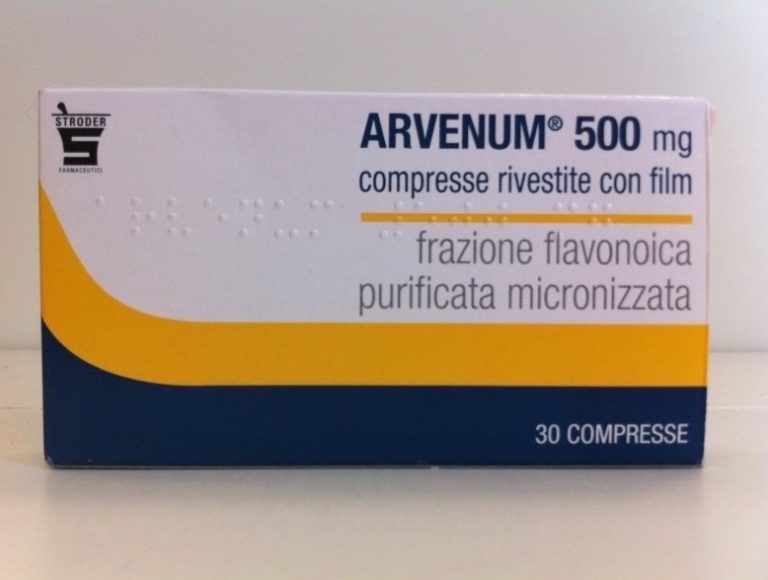 STRODER
S
FARMACEUTICI
ARVENUM® 500 mg
compresse rivestite con film
frazione flavonoica
purificata micronizzata
30 COMPRESSE